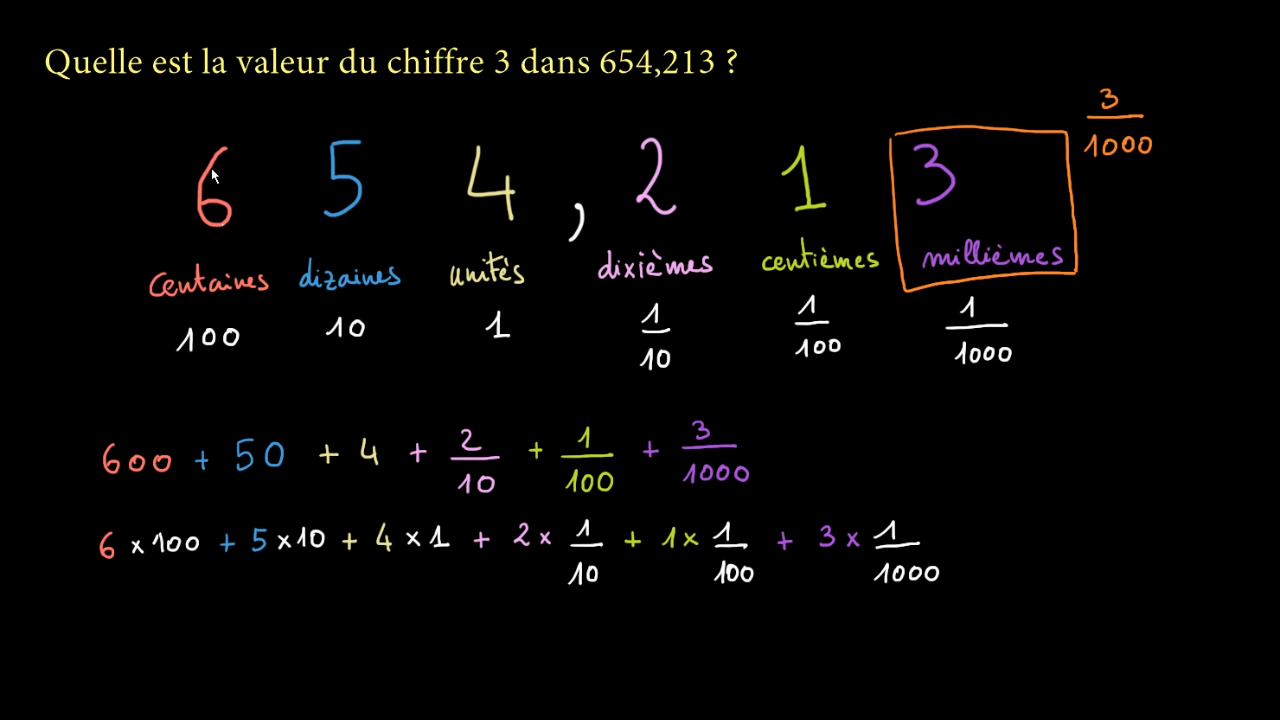 Quelle est la valeur du chiffre 3 dans 654,213 ?
3/1000
6 5 4 , 2 1 3
centaines dizaines unités dixièmes centièmes millièmes
100 10 1 1/10 1/100 1/1000
600 + 50 + 4 + 2/10 + 1/100 + 3/1000
6 × 100 + 5 × 10 + 4 × 1 + 2 × 1/10 + 1 × 1/100 + 3 × 1/1000